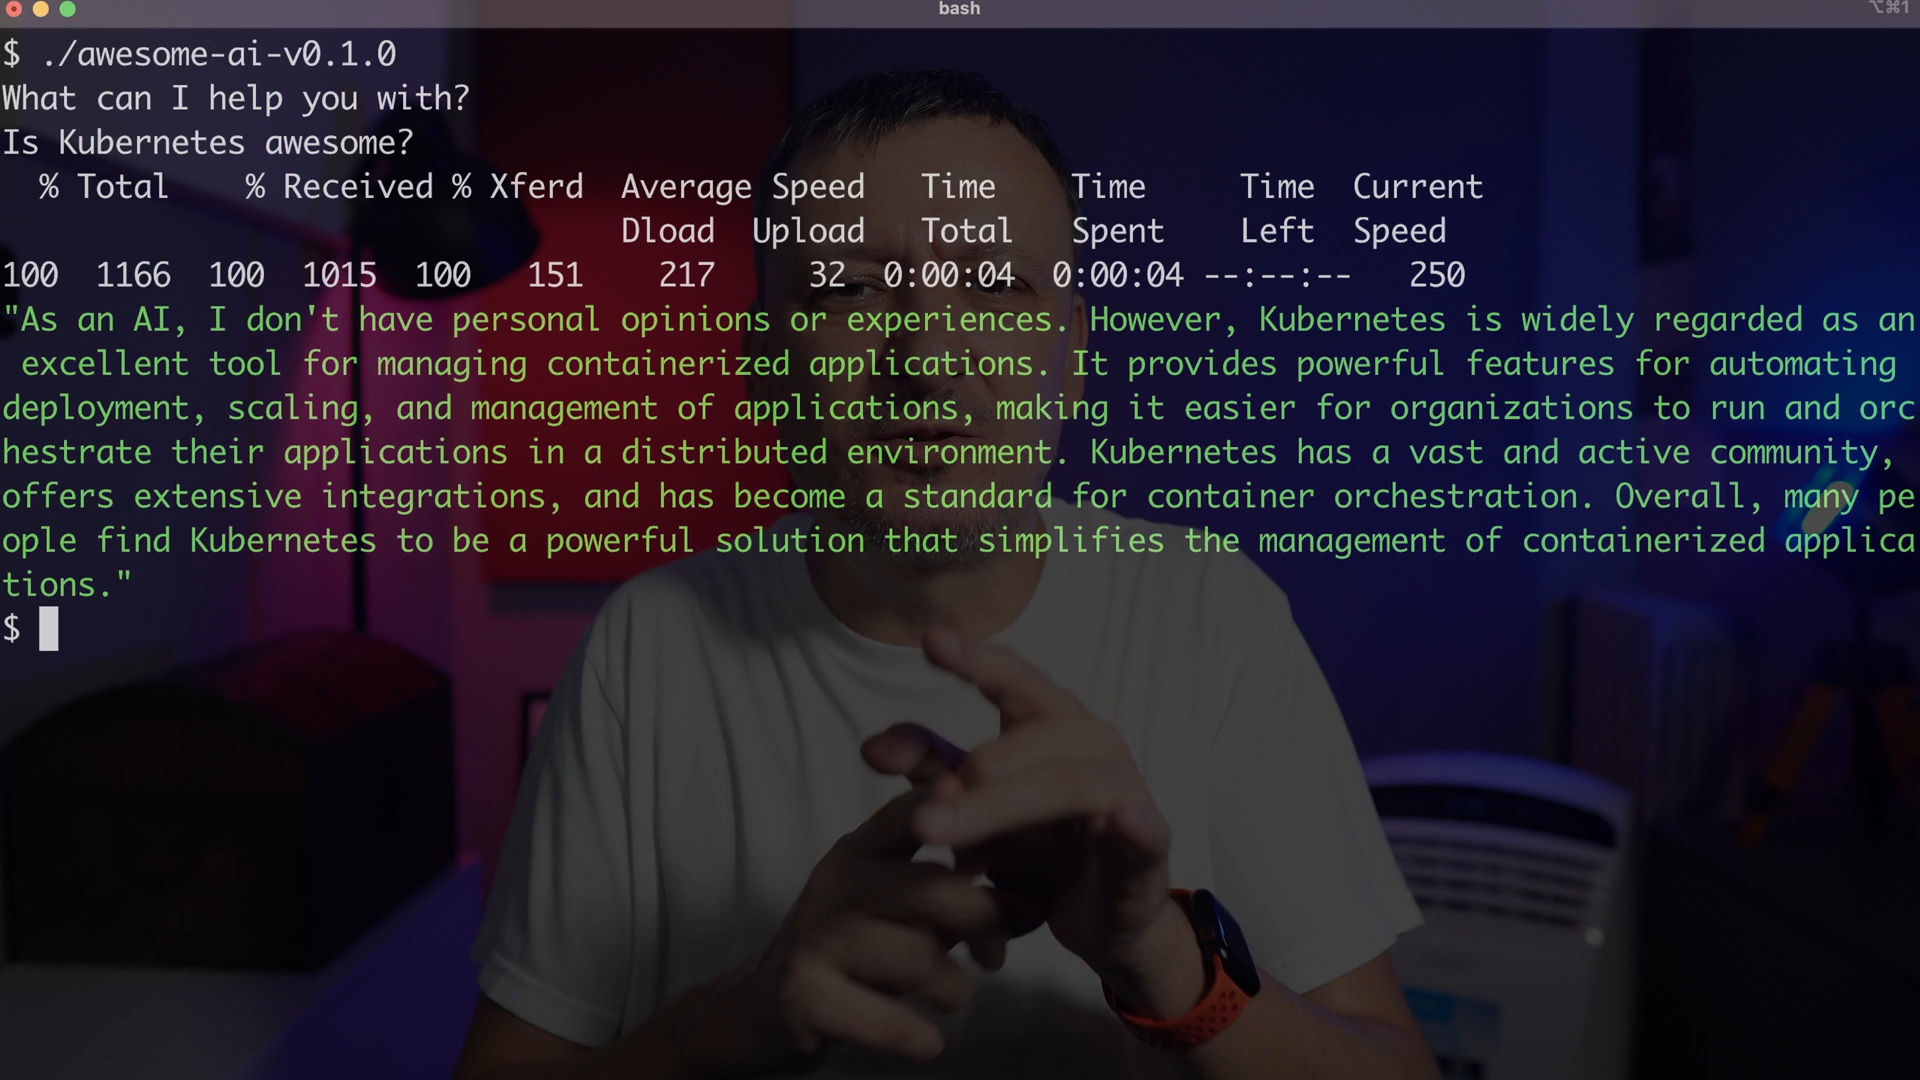 bash
⌥⌘1
$ ./awesome-ai-v0.1.0
What can I help you with?
Is Kubernetes awesome?
  % Total    % Received % Xferd  Average Speed   Time    Time     Time  Current
                                 Dload  Upload   Total   Spent    Left  Speed
100  1166  100  1015  100   151    217     32  0:00:04  0:00:04 --:--:--   250
"As an AI, I don't have personal opinions or experiences. However, Kubernetes is widely regarded as an
 excellent tool for managing containerized applications. It provides powerful features for automating
deployment, scaling, and management of applications, making it easier for organizations to run and orc
hestrate their applications in a distributed environment. Kubernetes has a vast and active community,
offers extensive integrations, and has become a standard for container orchestration. Overall, many pe
ople find Kubernetes to be a powerful solution that simplifies the management of containerized applica
tions."
$